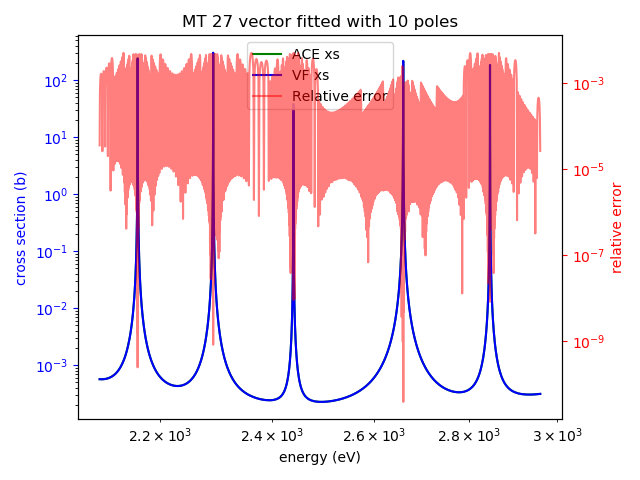 MT 27 vector fitted with 10 poles
ACE xs
VF xs
Relative error
cross section (b)
10²
10¹
10⁰
10⁻¹
10⁻²
10⁻³
10⁻³
10⁻⁵
10⁻⁷
10⁻⁹
relative error
2.2 × 10³
2.4 × 10³
2.6 × 10³
2.8 × 10³
3 × 10³
energy (eV)